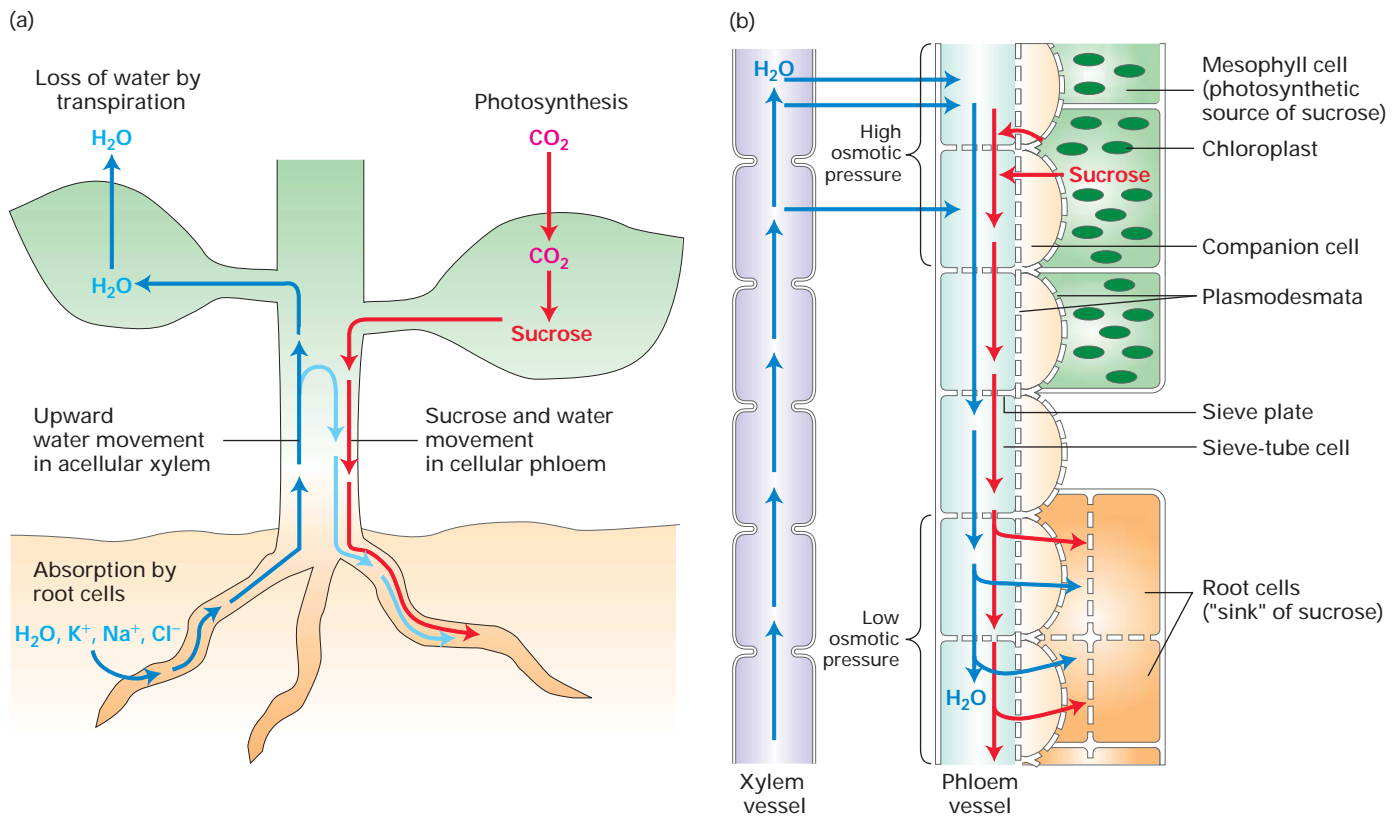 (a)
Loss of water by
transpiration
H₂O
H₂O
Photosynthesis
CO₂
CO₂
Sucrose
Upward
water movement
in acellular xylem
Sucrose and water
movement
in cellular phloem
Absorption by
root cells
H₂O, K⁺, Na⁺, Cl⁻
(b)
H₂O
High
osmotic
pressure
Sucrose
Mesophyll cell
(photosynthetic
source of sucrose)
Chloroplast
Companion cell
Plasmodesmata
Sieve plate
Sieve-tube cell
Low
osmotic
pressure
H₂O
Root cells
("sink" of sucrose)
Xylem
vessel
Phloem
vessel